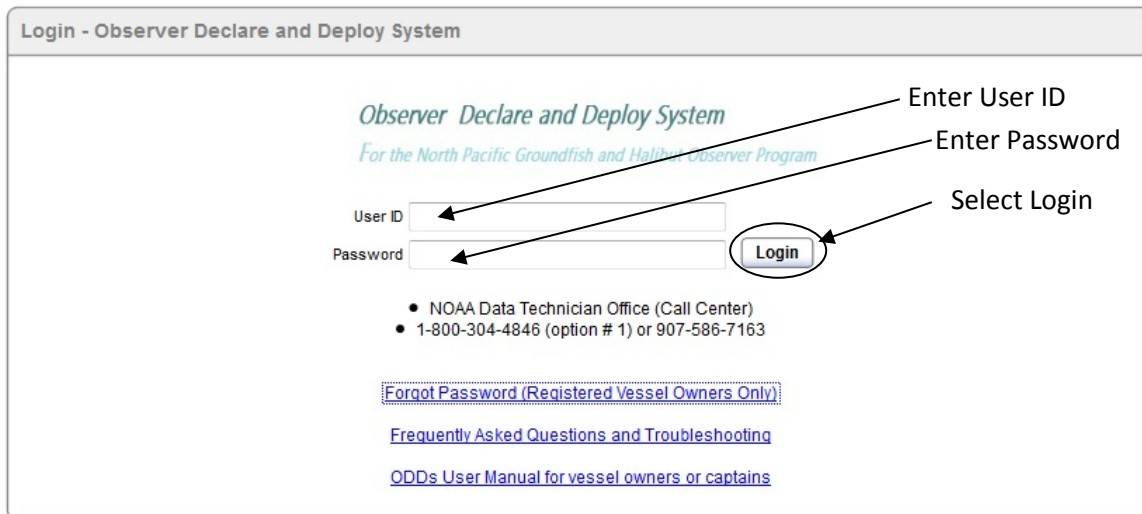 Login - Observer Declare and Deploy System
Observer Declare and Deploy System
Enter User ID
For the North Pacific Groundfish and Halibut Observer Program
Enter Password
User ID
Select Login
Password
Login
● NOAA Data Technician Office (Call Center)
● 1-800-304-4846 (option # 1) or 907-586-7163
Forgot Password (Registered Vessel Owners Only)
Frequently Asked Questions and Troubleshooting
ODDs User Manual for vessel owners or captains